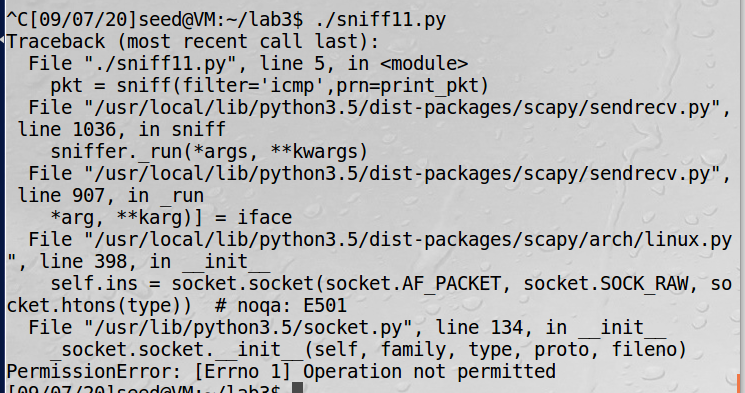 ^C[09/07/20]seed@VM:~/lab3$ ./sniff11.py
Traceback (most recent call last):
  File "./sniff11.py", line 5, in <module>
    pkt = sniff(filter='icmp',prn=print_pkt)
  File "/usr/local/lib/python3.5/dist-packages/scapy/sendrecv.py",
 line 1036, in sniff
    sniffer._run(*args, **kwargs)
  File "/usr/local/lib/python3.5/dist-packages/scapy/sendrecv.py",
 line 907, in _run
    *arg, **karg)] = iface
  File "/usr/local/lib/python3.5/dist-packages/scapy/arch/linux.py
", line 398, in __init__
    self.ins = socket.socket(socket.AF_PACKET, socket.SOCK_RAW, so
cket.htons(type))  # noqa: E501
  File "/usr/lib/python3.5/socket.py", line 134, in __init__
    _socket.socket.__init__(self, family, type, proto, fileno)
PermissionError: [Errno 1] Operation not permitted
[09/07/20]seed@VM:~/lab3$